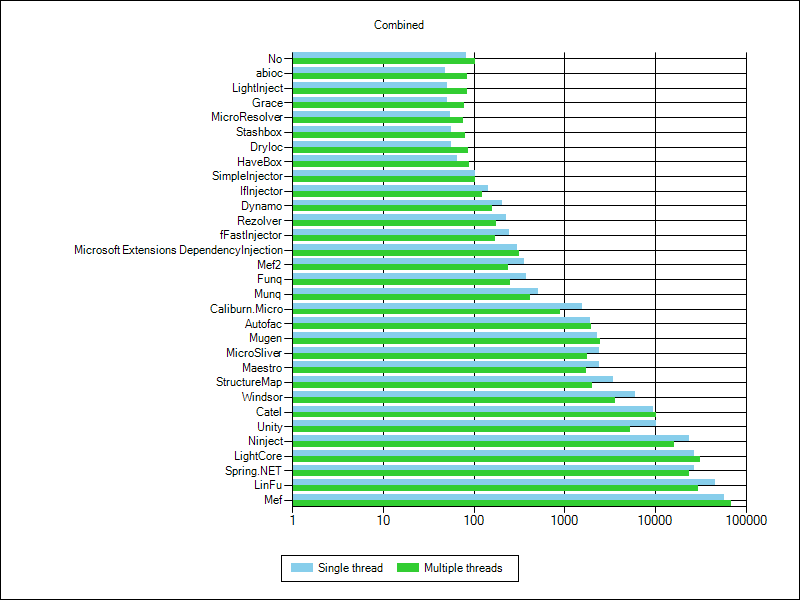 Combined
No
abioc
LightInject
Grace
MicroResolver
Stashbox
DryIoc
HaveBox
SimpleInjector
IfInjector
Dynamo
Rezolver
fFastInjector
Microsoft Extensions DependencyInjection
Mef2
Funq
Munq
Caliburn.Micro
Autofac
Mugen
MicroSliver
Maestro
StructureMap
Windsor
Catel
Unity
Ninject
LightCore
Spring.NET
LinFu
Mef
1 10 100 1000 10000 100000
Single thread Multiple threads